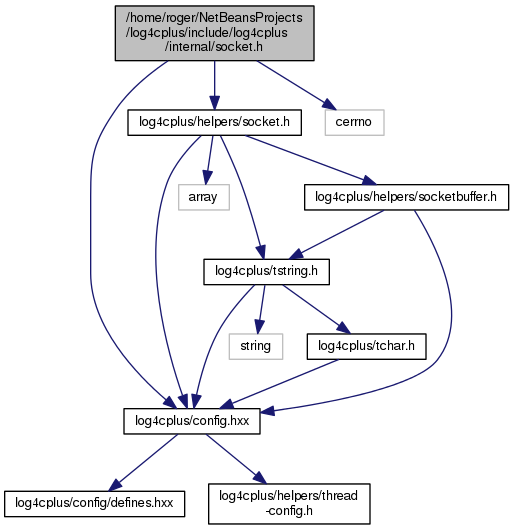 /home/roger/NetBeansProjects
/log4cplus/include/log4cplus
/internal/socket.h
log4cplus/helpers/socket.h
cerrno
array
log4cplus/helpers/socketbuffer.h
log4cplus/tstring.h
string
log4cplus/tchar.h
log4cplus/config.hxx
log4cplus/config/defines.hxx
log4cplus/helpers/thread
-config.h